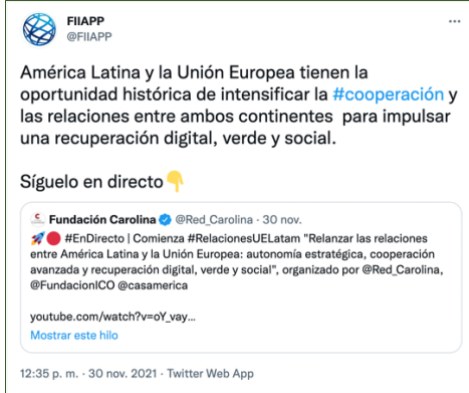 FIIAPP
@FIIAPP
América Latina y la Unión Europea tienen la
oportunidad histórica de intensificar la #cooperación y
las relaciones entre ambos continentes para impulsar
una recuperación digital, verde y social.
Síguelo en directo👇
Fundación Carolina @Red_Carolina · 30 nov.
🚀🔴 #EnDirecto | Comienza #RelacionesUELatam "Relanzar las relaciones
entre América Latina y la Unión Europea: autonomía estratégica, cooperación
avanzada y recuperación digital, verde y social", organizado por @Red_Carolina,
@FundacionICO @casamerica
youtube.com/watch?v=oY_vay...
Mostrar este hilo
12:35 p. m. · 30 nov. 2021 · Twitter Web App